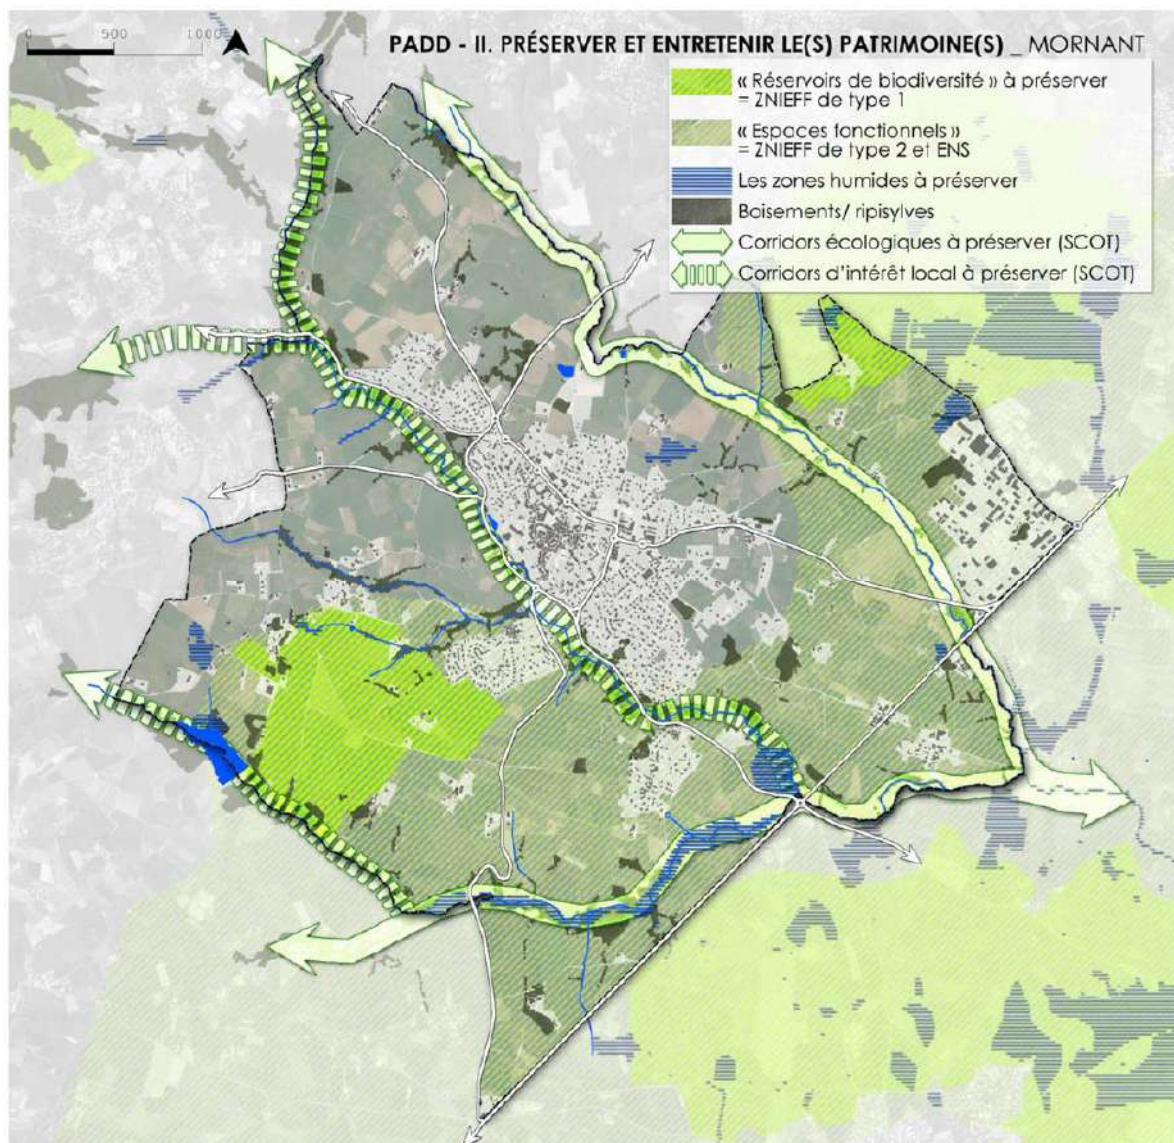 0 500 1000
PADD - II. PRÉSERVER ET ENTRETENIR LE(S) PATRIMOINE(S) _ MORNANT
« Réservoirs de biodiversité » à préserver
= ZNIEFF de type 1
« Espaces fonctionnels »
= ZNIEFF de type 2 et ENS
Les zones humides à préserver
Boisements/ ripisylves
Corridors écologiques à préserver (SCOT)
Corridors d'intérêt local à préserver (SCOT)